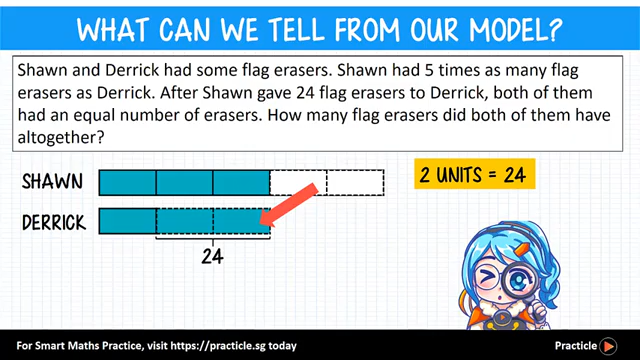 WHAT CAN WE TELL FROM OUR MODEL?
Shawn and Derrick had some flag erasers. Shawn had 5 times as many flag
erasers as Derrick. After Shawn gave 24 flag erasers to Derrick, both of them
had an equal number of erasers. How many flag erasers did both of them have
altogether?
SHAWN
2 UNITS = 24
DERRICK
24
For Smart Maths Practice, visit https://practicle.sg today
Practicle